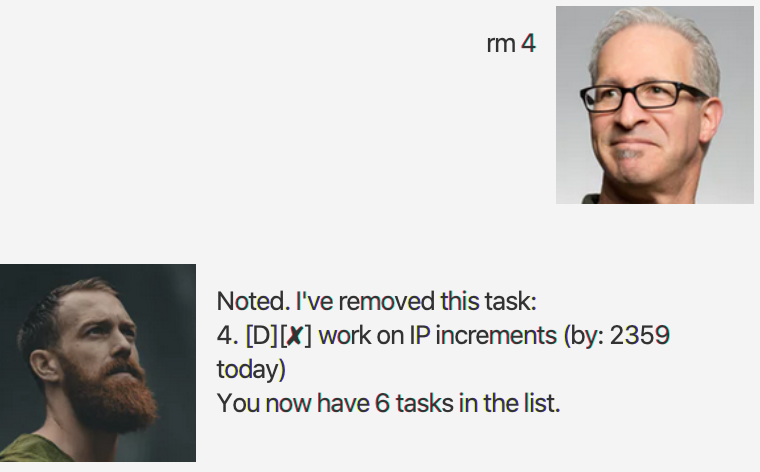 rm 4
Noted. I've removed this task:
4. [D][✘] work on IP increments (by: 2359
today)
You now have 6 tasks in the list.